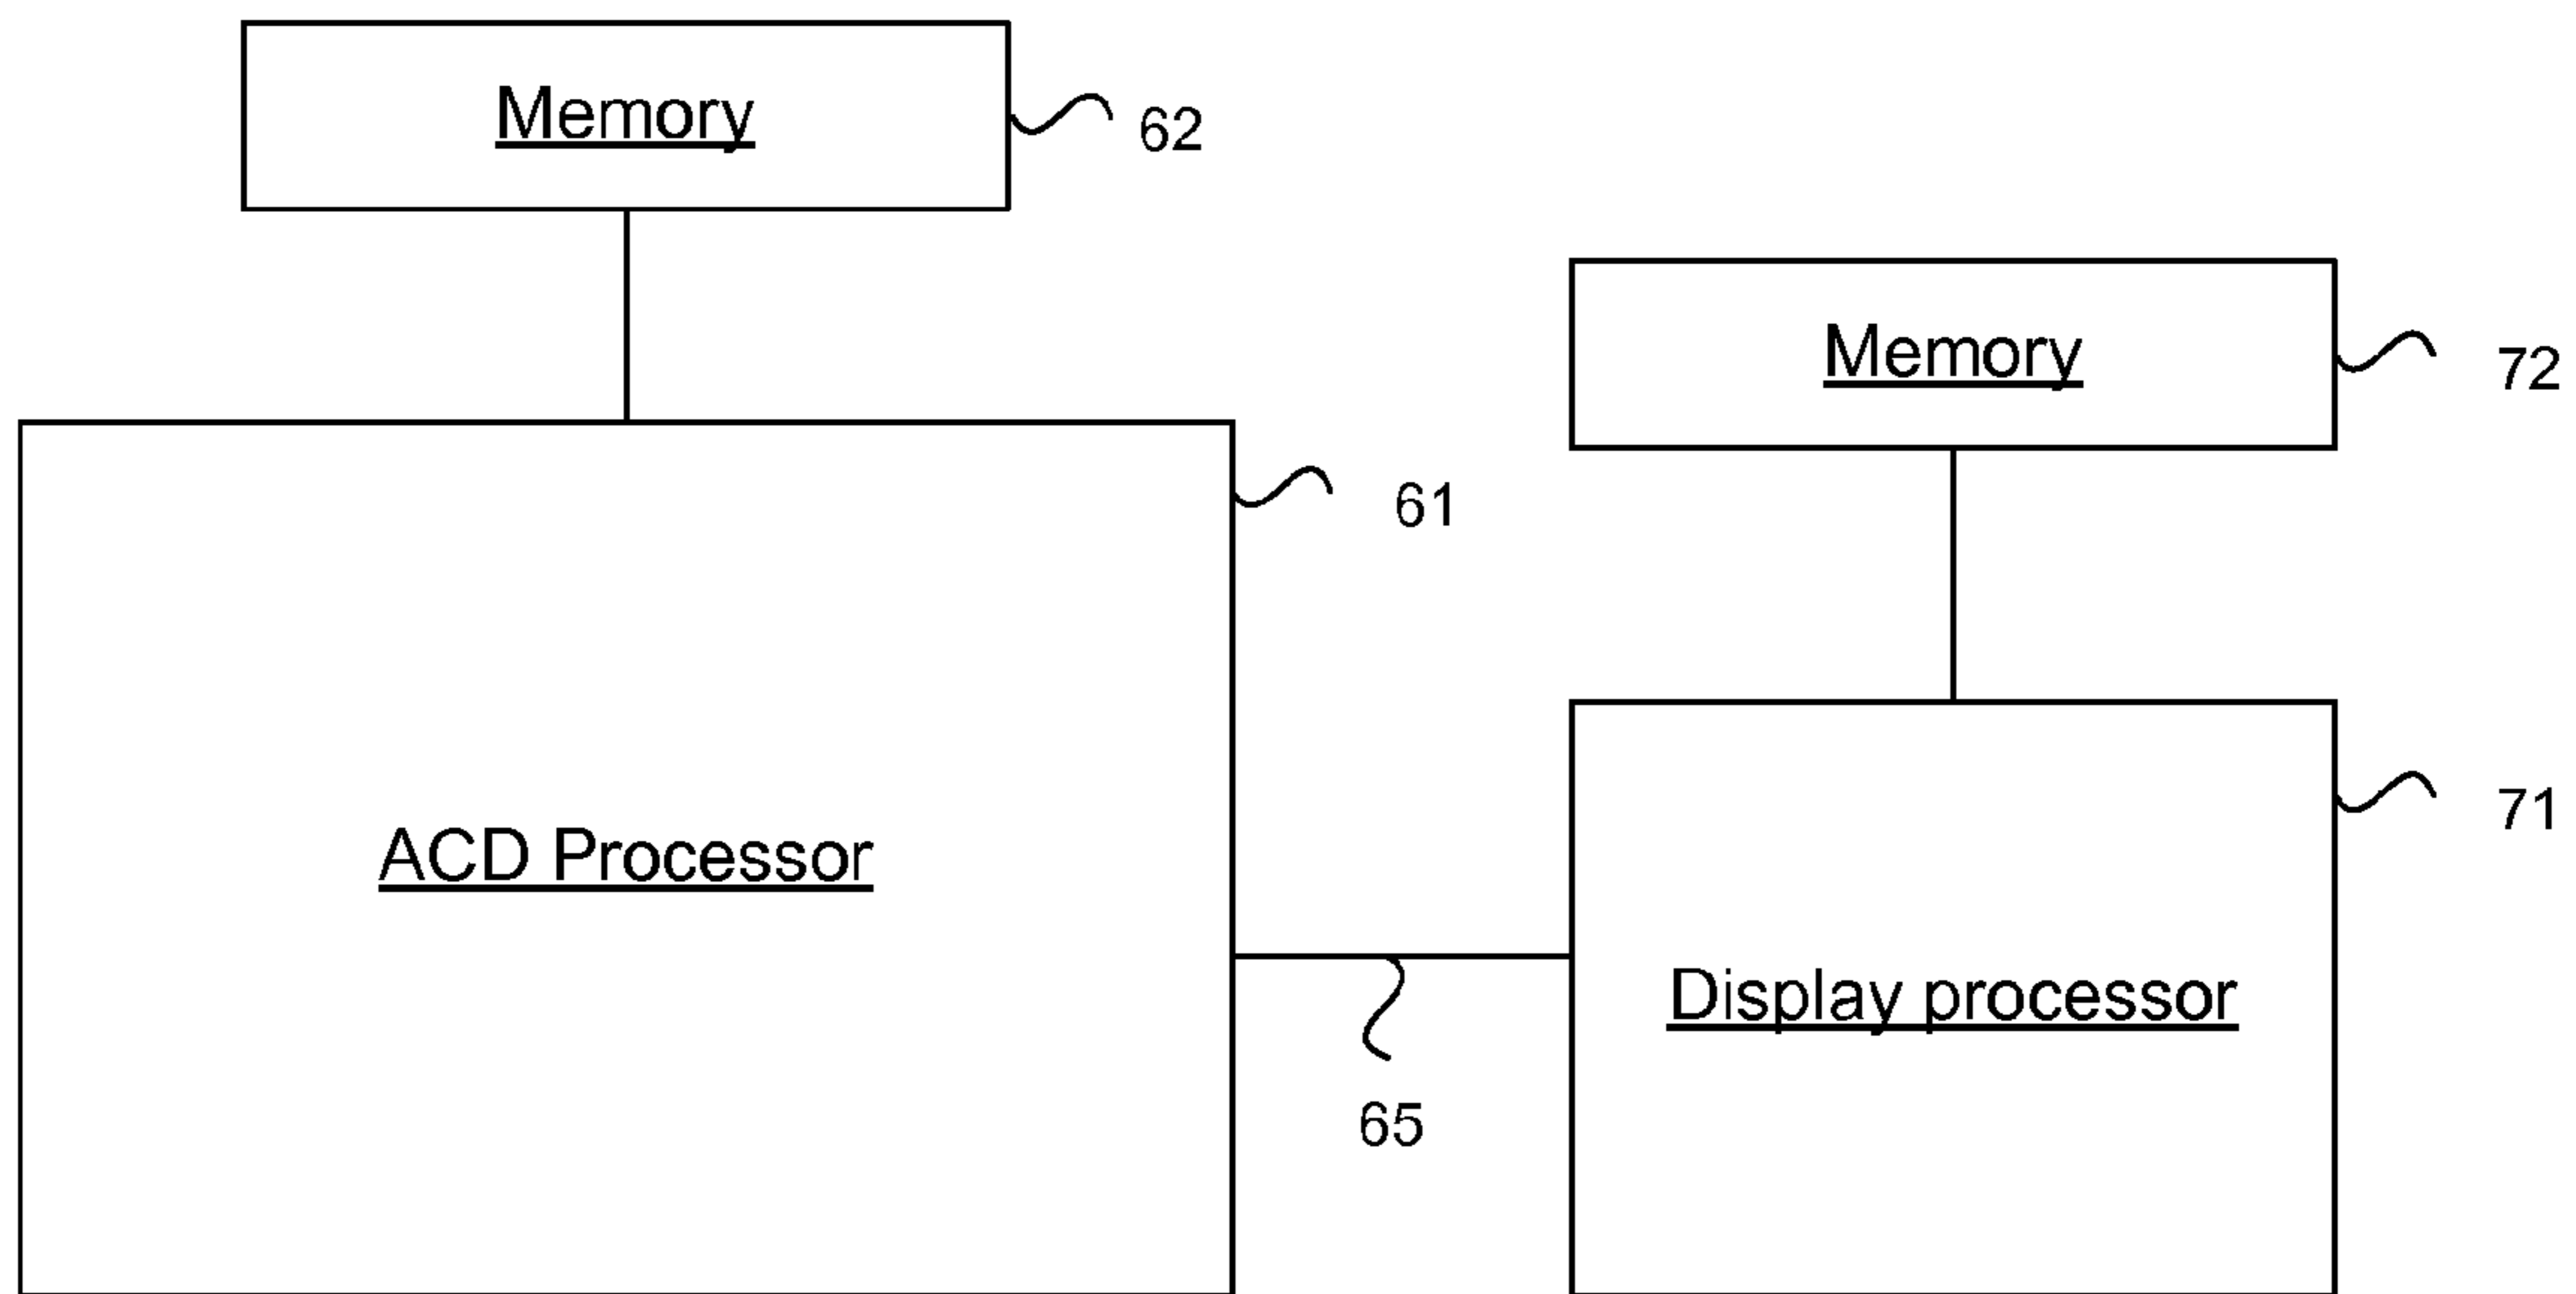 Memory
62
Memory
72
61
ACD Processor
71
Display processor
65